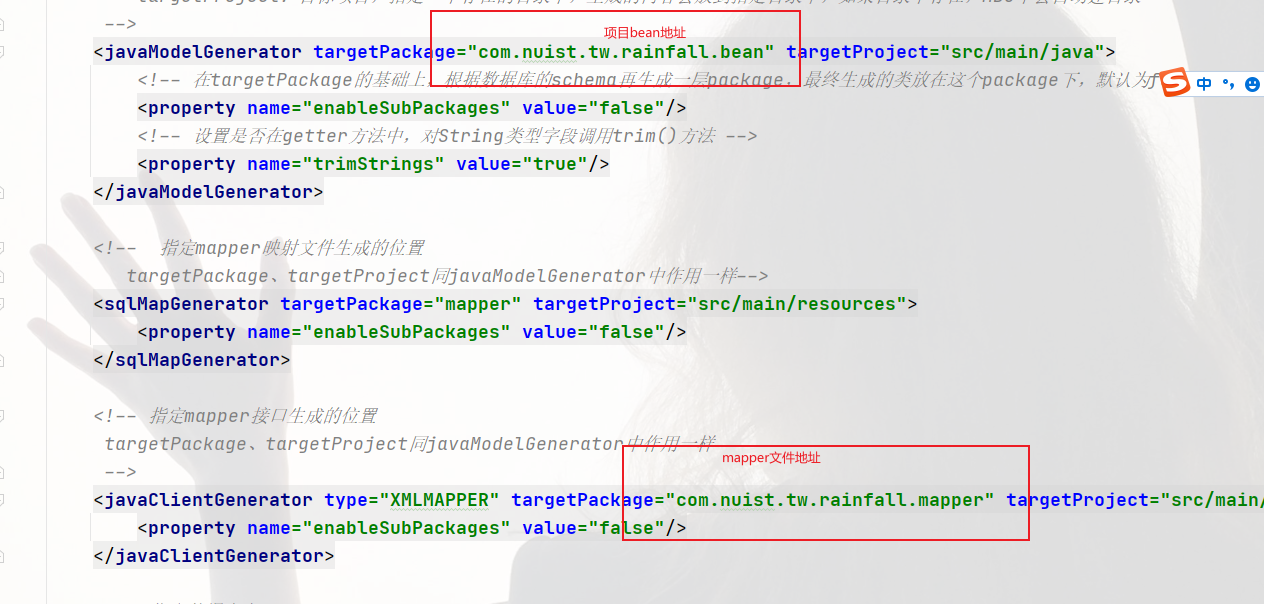 -->
项目bean地址
<javaModelGenerator targetPackage="com.nuist.tw.rainfall.bean" targetProject="src/main/java">
<!-- 在targetPackage的基础上，根据数据库的schema再生成一层package，最终生成的类放在这个package下，默认为f
中
<property name="enableSubPackages" value="false"/>
<!-- 设置是否在getter方法中，对String类型字段调用trim()方法 -->
<property name="trimStrings" value="true"/>
</javaModelGenerator>
<!-- 指定mapper映射文件生成的位置
targetPackage、targetProject同javaModelGenerator中作用一样-->
<sqlMapGenerator targetPackage="mapper" targetProject="src/main/resources">
<property name="enableSubPackages" value="false"/>
</sqlMapGenerator>
<!-- 指定mapper接口生成的位置
targetPackage、targetProject同javaModelGenerator中作用一样
mapper文件地址
-->
<javaClientGenerator type="XMLMAPPER" targetPackage="com.nuist.tw.rainfall.mapper" targetProject="src/main/
<property name="enableSubPackages" value="false"/>
</javaClientGenerator>